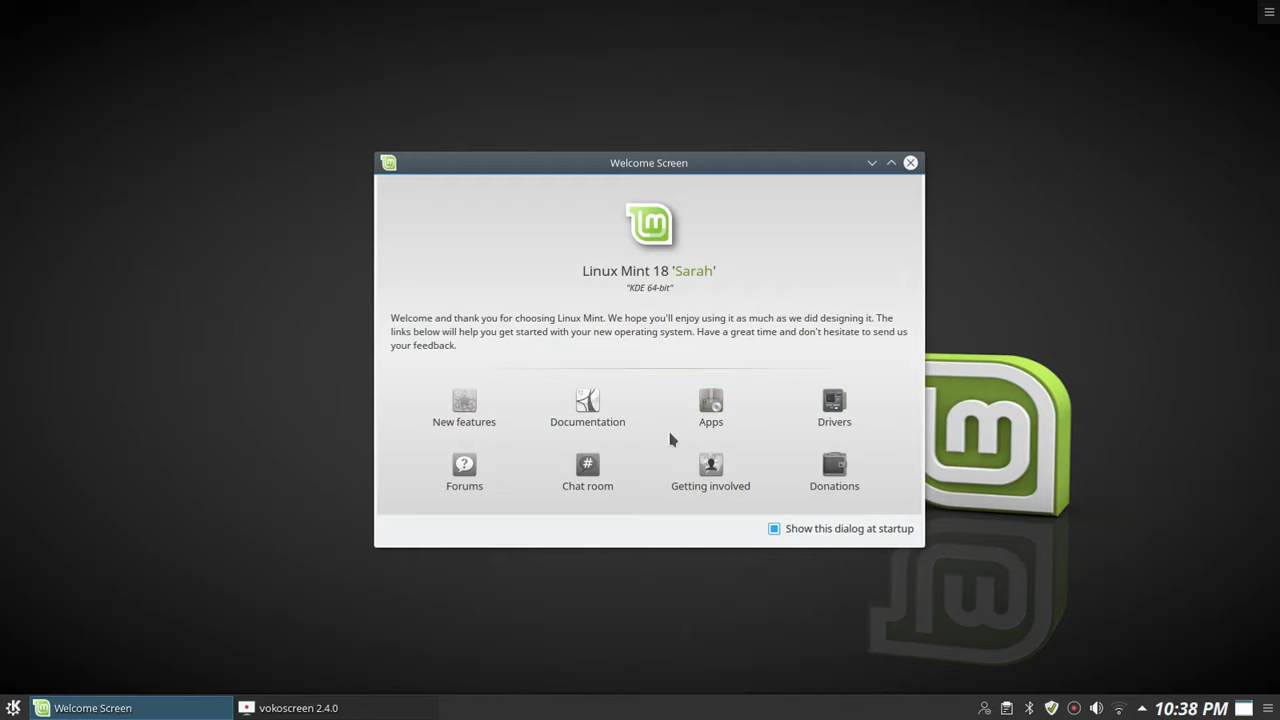 Welcome Screen
Linux Mint 18 'Sarah'
"KDE 64-bit"
Welcome and thank you for choosing Linux Mint. We hope you'll enjoy using it as much as we did designing it. The
links below will help you get started with your new operating system. Have a great time and don't hesitate to send us
your feedback.
New features
Documentation
Apps
Drivers
Forums
Chat room
Getting involved
Donations
Show this dialog at startup
Welcome Screen
vokoscreen 2.4.0
10:38 PM